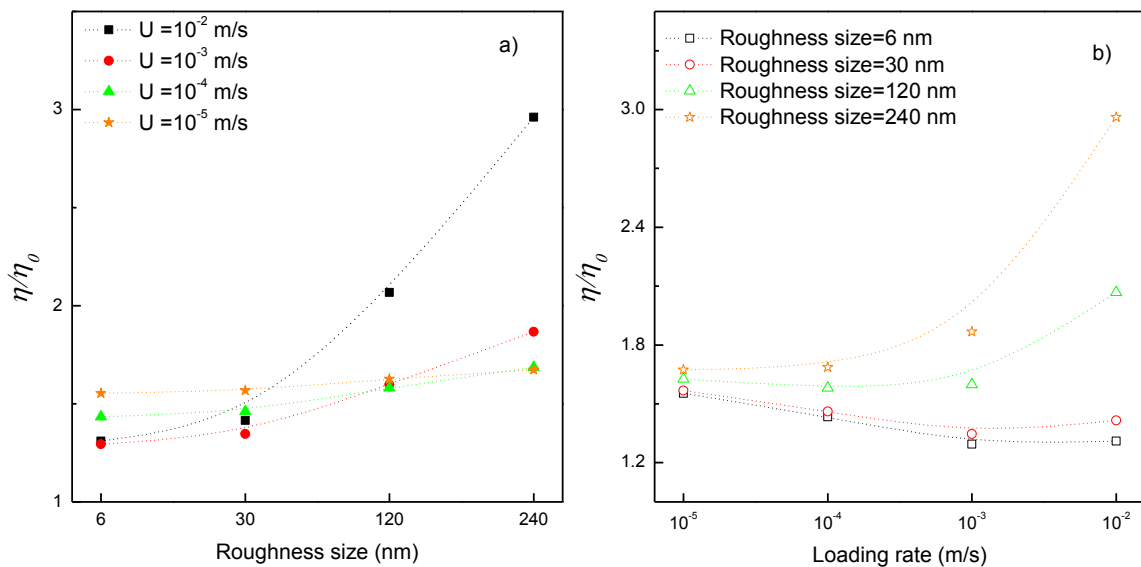 U =10⁻² m/s
U =10⁻³ m/s
U =10⁻⁴ m/s
U =10⁻⁵ m/s
a)
3
2
1
η/η₀
6 30 120 240
Roughness size (nm)
Roughness size=6 nm
Roughness size=30 nm
Roughness size=120 nm
Roughness size=240 nm
b)
3.0
2.4
1.8
1.2
η/η₀
10⁻⁵ 10⁻⁴ 10⁻³ 10⁻²
Loading rate (m/s)